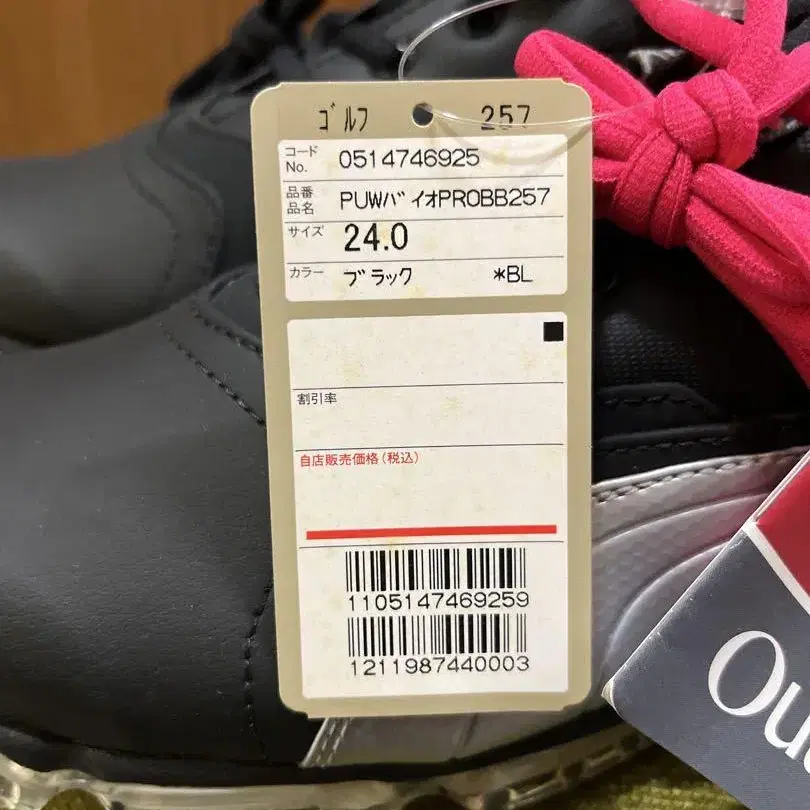 ゴルフ 257
コード No. 0514746925
品番 品名 PUWバイオPROBB257
サイズ 24.0
カラー ブラック *BL
割引率
自店販売価格(税込)
1105147469259
1211987440003